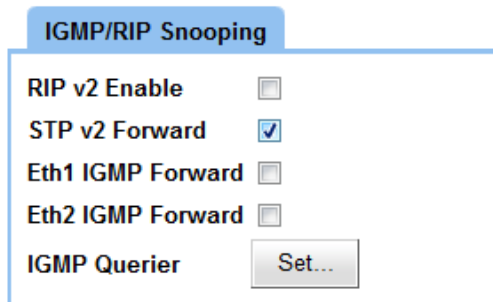 IGMP/RIP Snooping
RIP v2 Enable
STP v2 Forward
Eth1 IGMP Forward
Eth2 IGMP Forward
IGMP Querier Set...